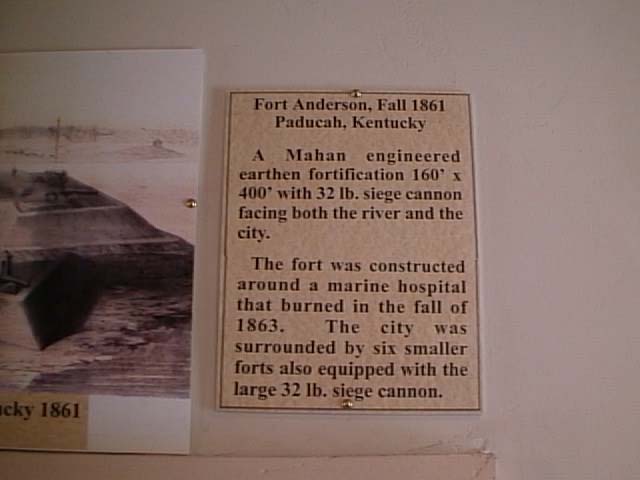 Fort Anderson, Fall 1861
Paducah, Kentucky
A Mahan engineered
earthen fortification 160' x
400' with 32 lb. siege cannon
facing both the river and the
city.
The fort was constructed
around a marine hospital
that burned in the fall of
1863. The city was
surrounded by six smaller
forts also equipped with the
large 32 lb. siege cannon.
ucky 1861